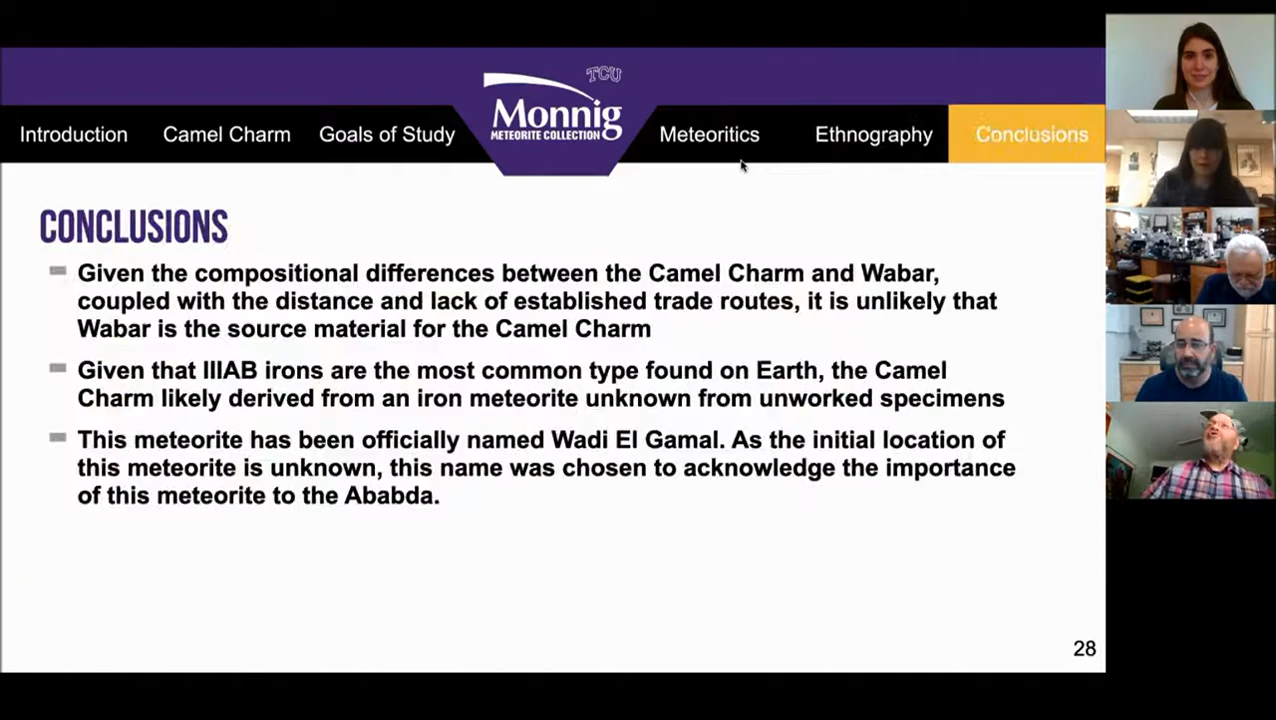 TCU
Monnig
METEORITE COLLECTION
Introduction
Camel Charm
Goals of Study
Meteoritics
Ethnography
Conclusions
CONCLUSIONS
Given the compositional differences between the Camel Charm and Wabar,
coupled with the distance and lack of established trade routes, it is unlikely that
Wabar is the source material for the Camel Charm
Given that IIIAB irons are the most common type found on Earth, the Camel
Charm likely derived from an iron meteorite unknown from unworked specimens
This meteorite has been officially named Wadi El Gamal. As the initial location of
this meteorite is unknown, this name was chosen to acknowledge the importance
of this meteorite to the Ababda.
28